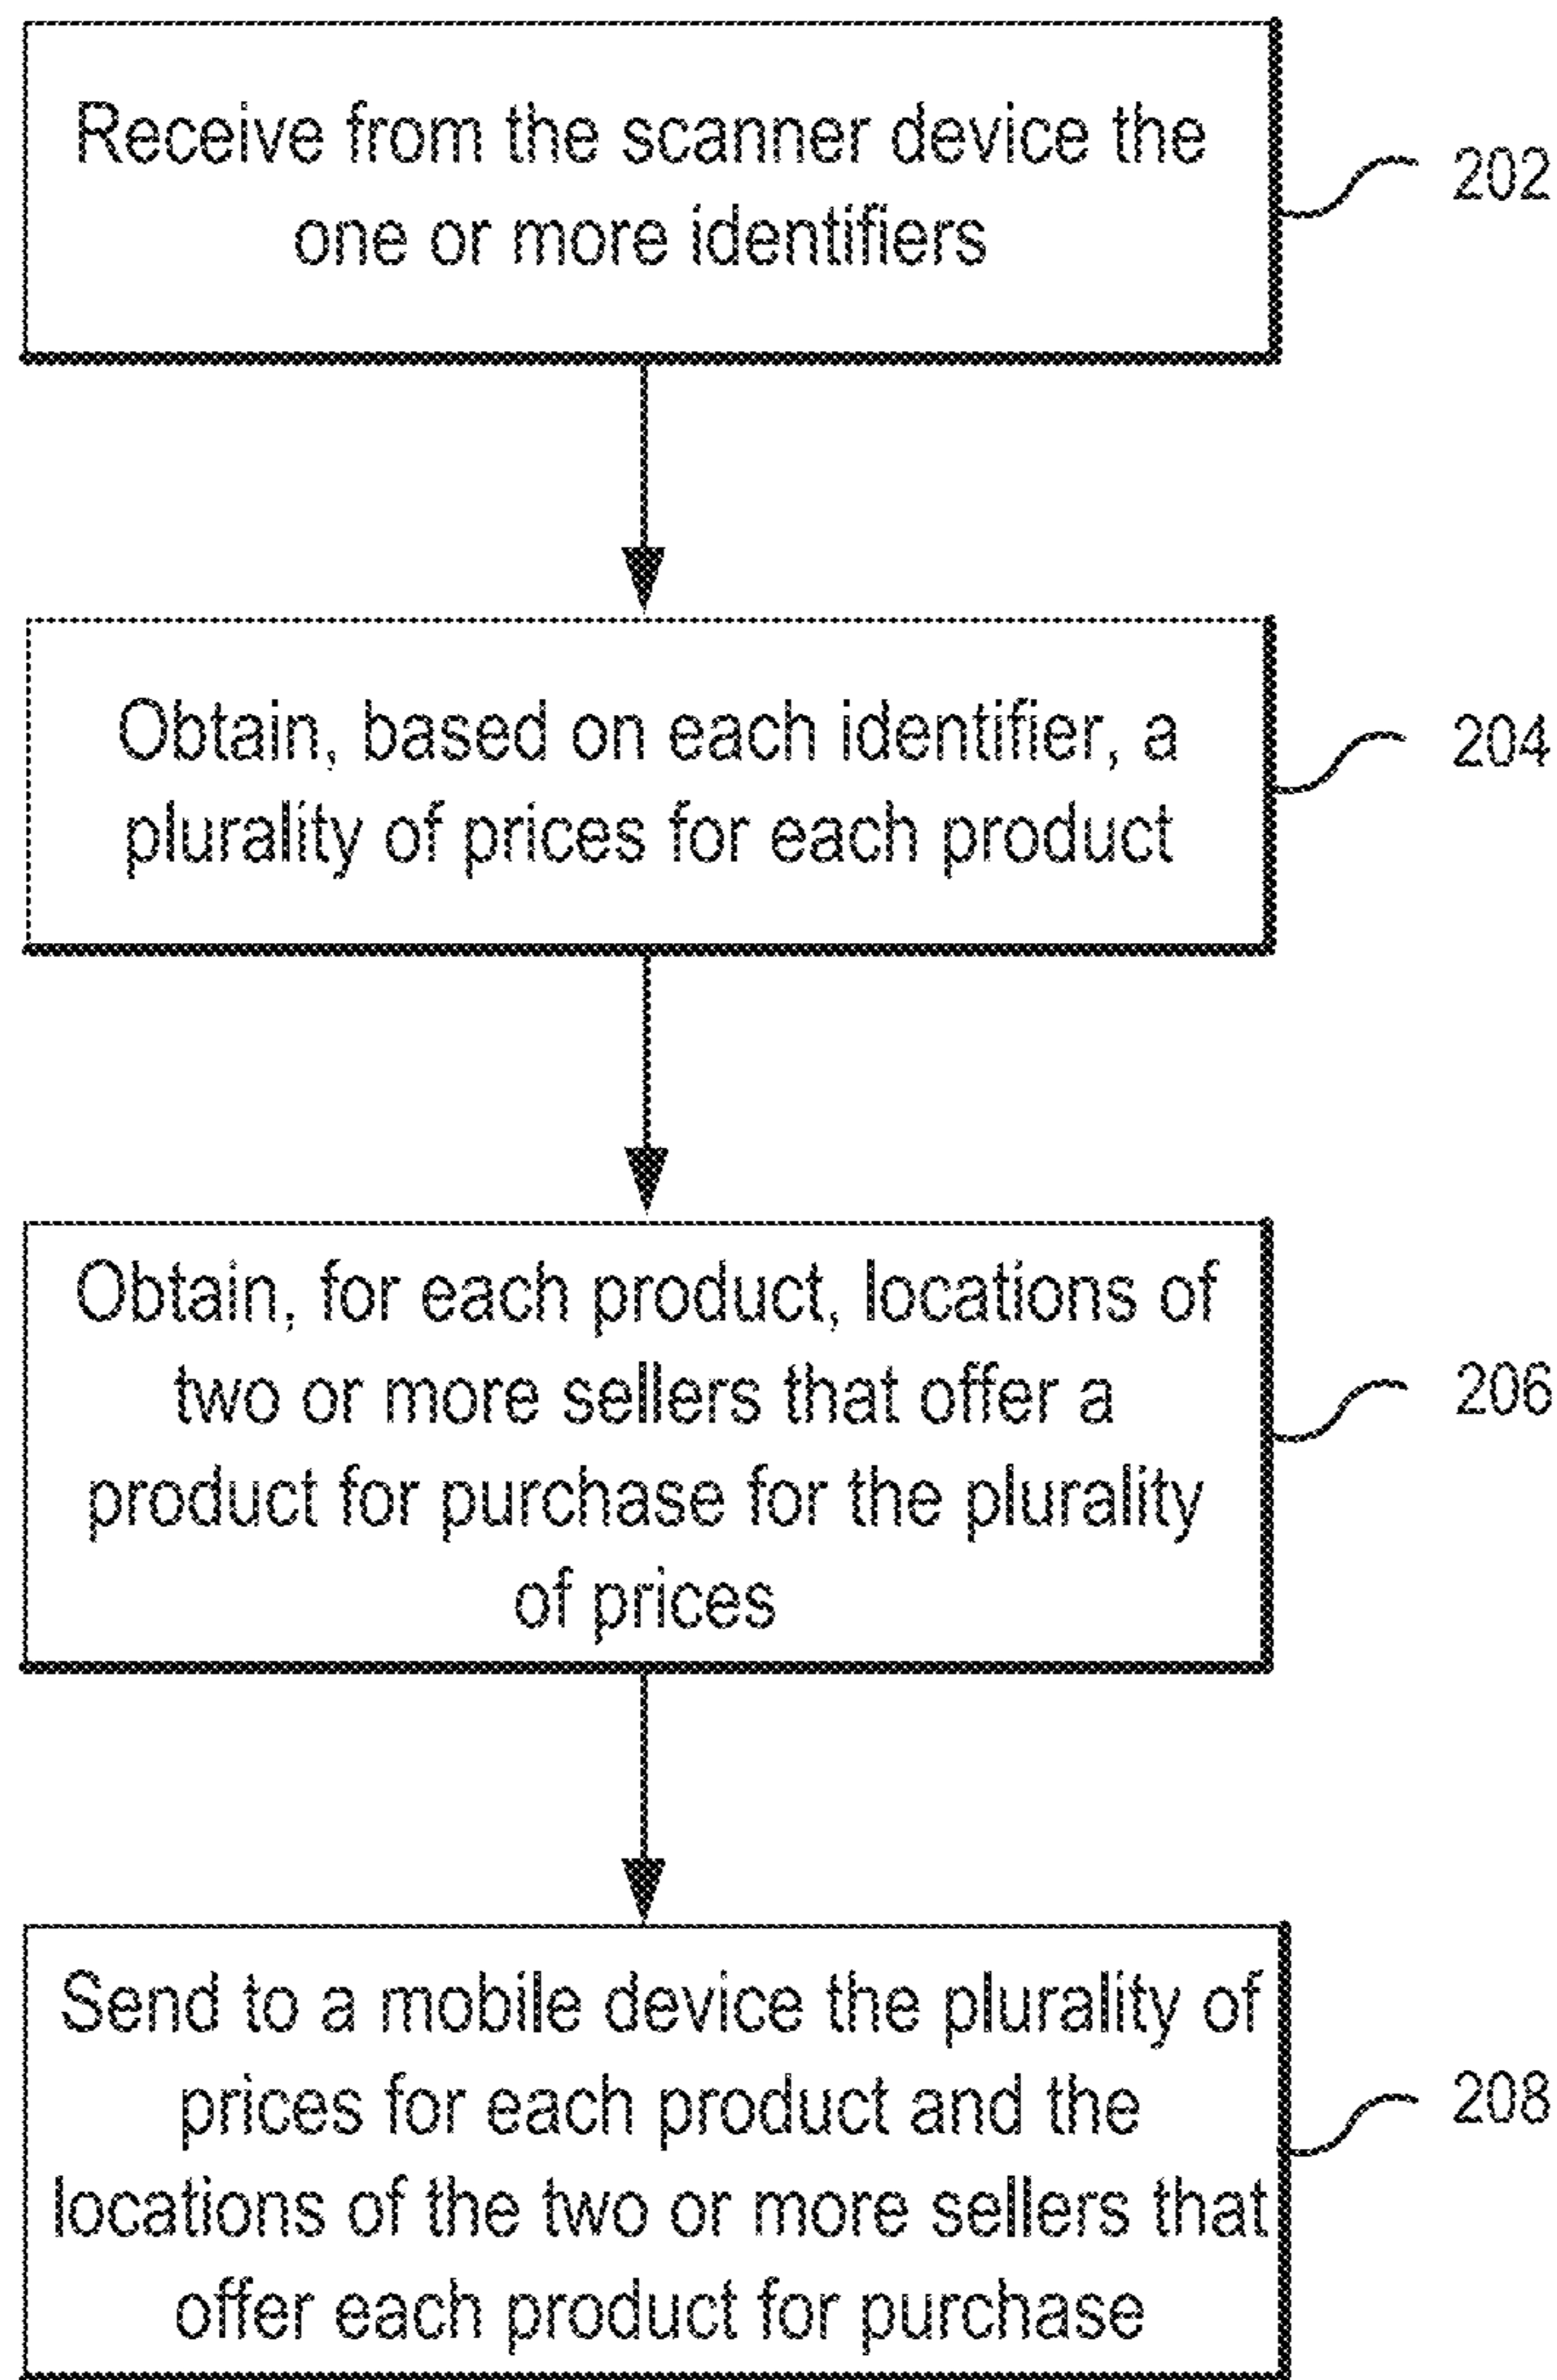 Receive from the scanner device the
one or more identifiers
202
Obtain, based on each identifier, a
plurality of prices for each product
204
Obtain, for each product, locations of
two or more sellers that offer a
product for purchase for the plurality
of prices
206
Send to a mobile device the plurality of
prices for each product and the
locations of the two or more sellers that
offer each product for purchase
208